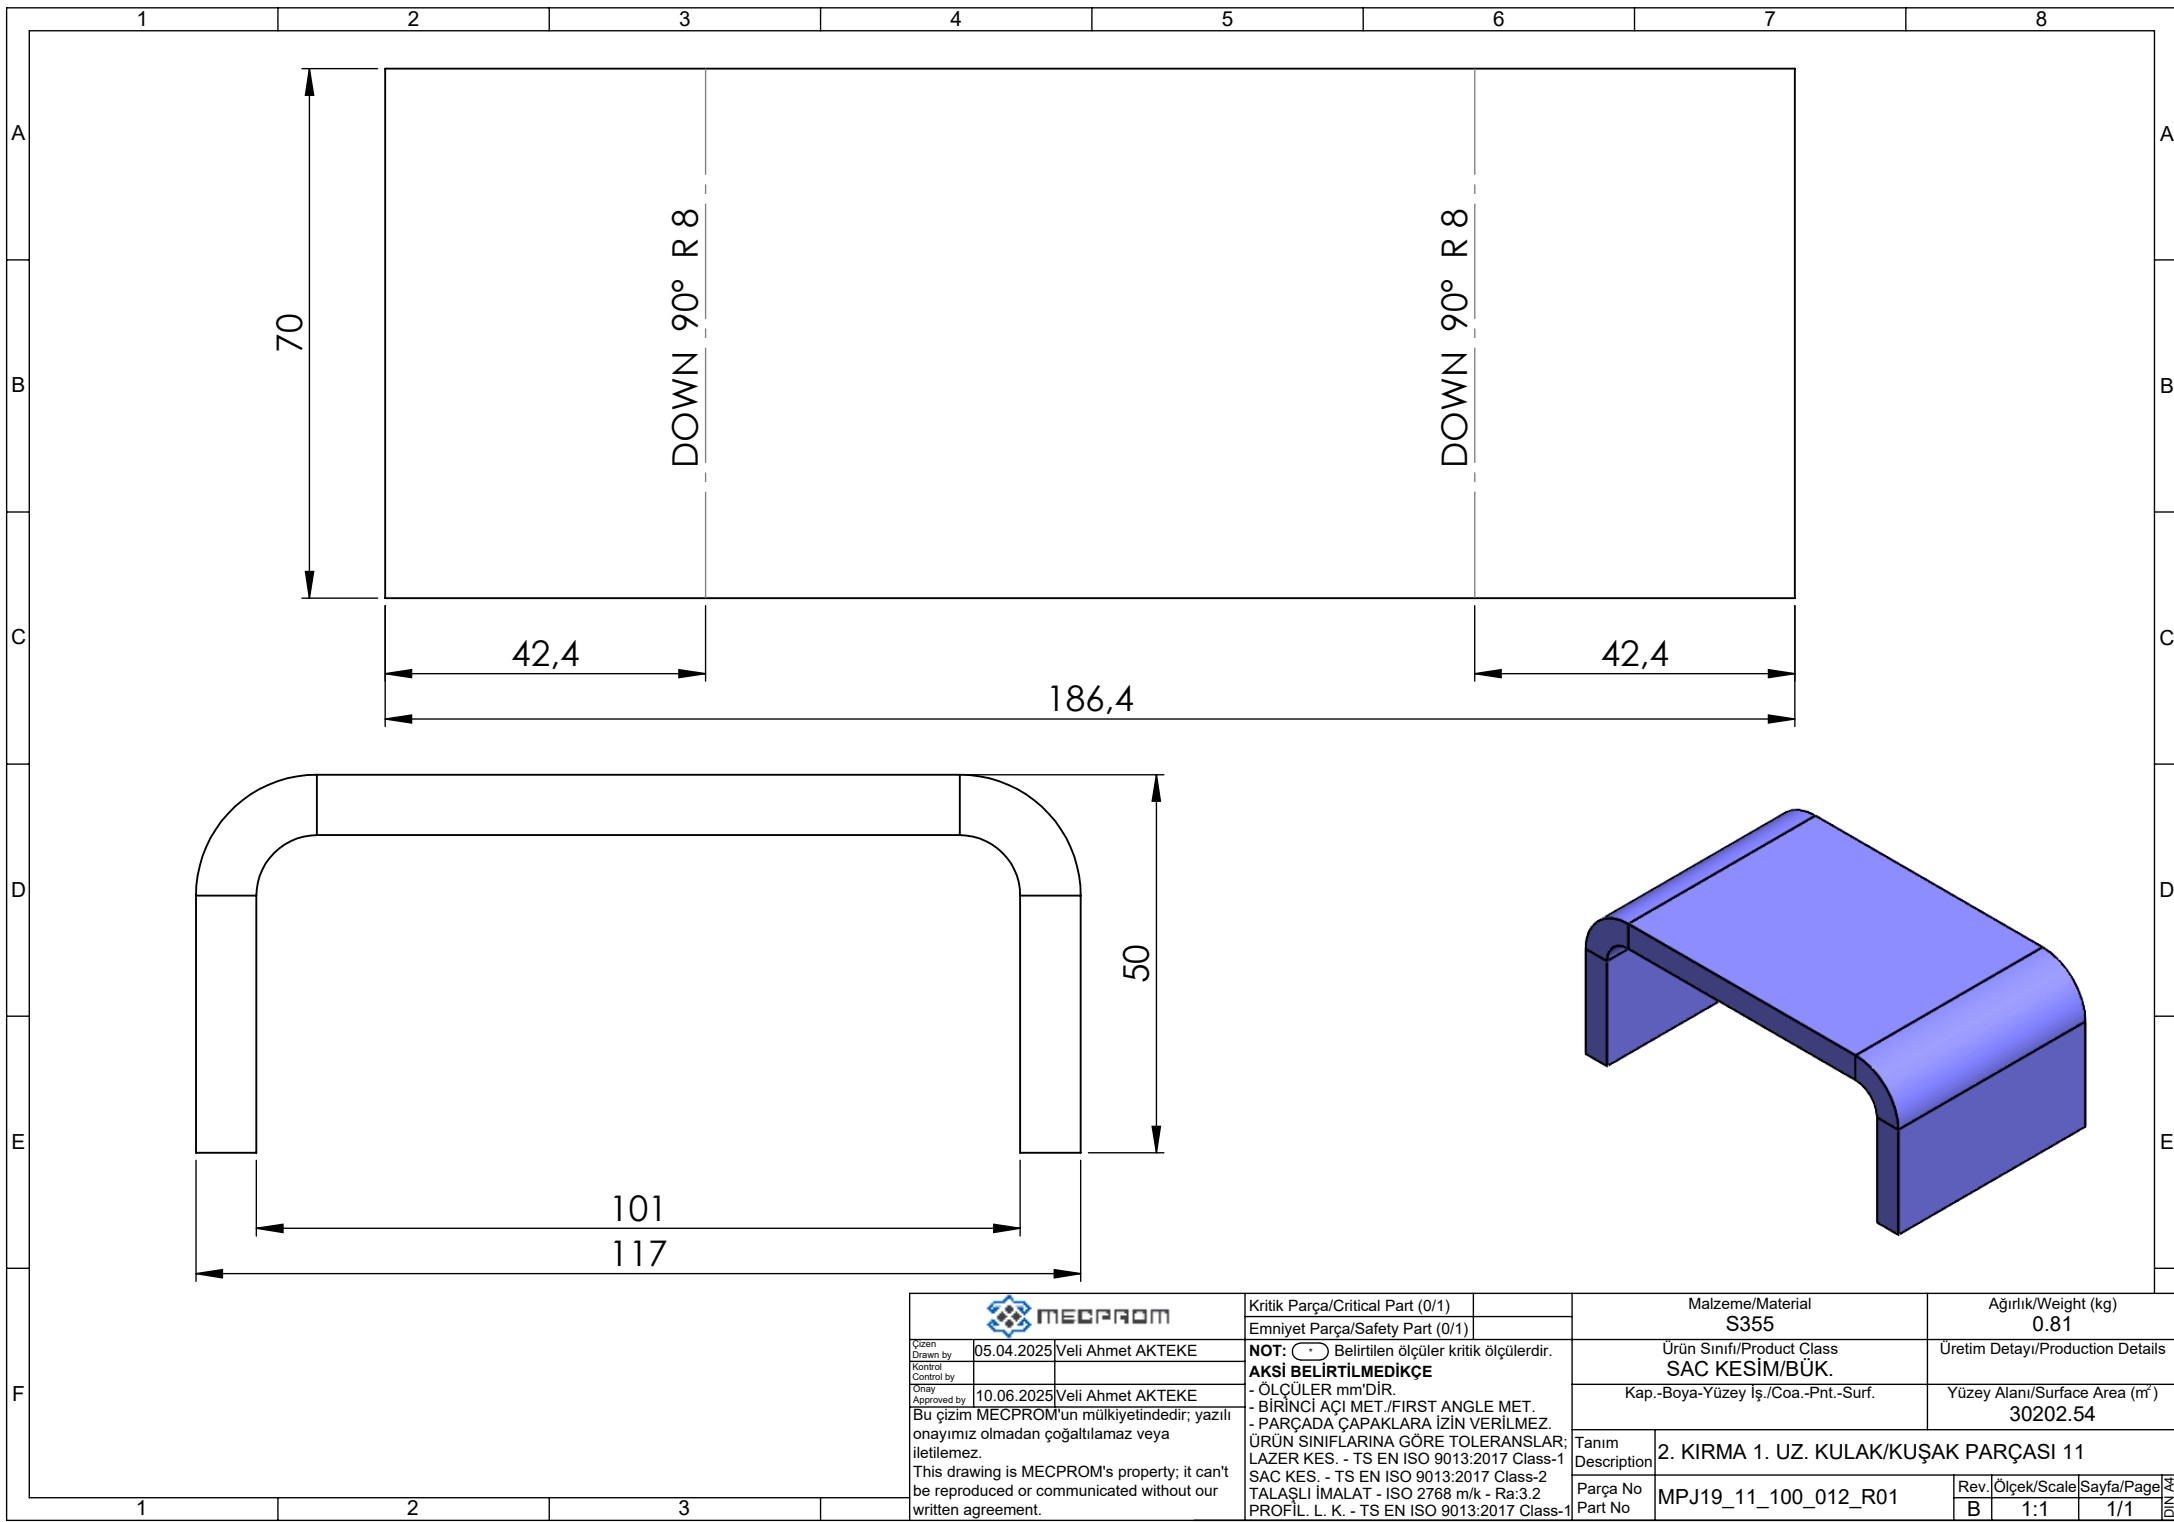 1 2 3 4 5 6 7 8
A A
B B
C C
D D
E E
F
1 2 3
70
DOWN 90° R 8
DOWN 90° R 8
42,4
42,4
186,4
50
101
117
MECPROM
Çizen
Drawn by
05.04.2025
Veli Ahmet AKTEKE
Kontrol
Control by
Onay
Approved by
10.06.2025
Veli Ahmet AKTEKE
Bu çizim MECPROM'un mülkiyetindedir; yazılı
onayımız olmadan çoğaltılamaz veya
iletilemez.
This drawing is MECPROM's property; it can't
be reproduced or communicated without our
written agreement.
Kritik Parça/Critical Part (0/1)
Emniyet Parça/Safety Part (0/1)
NOT: * Belirtilen ölçüler kritik ölçülerdir.
AKSİ BELİRTİLMEDİKÇE
- ÖLÇÜLER mm'DİR.
- BİRİNCİ AÇI MET./FIRST ANGLE MET.
- PARÇADA ÇAPAKLARA İZİN VERİLMEZ.
ÜRÜN SINIFLARINA GÖRE TOLERANSLAR;
LAZER KES. - TS EN ISO 9013:2017 Class-1
SAC KES. - TS EN ISO 9013:2017 Class-2
TALAŞLI İMALAT - ISO 2768 m/k - Ra:3.2
PROFİL. L. K. - TS EN ISO 9013:2017 Class-1
Malzeme/Material
S355
Ağırlık/Weight (kg)
0.81
Ürün Sınıfı/Product Class
SAC KESİM/BÜK.
Üretim Detayı/Production Details
Kap.-Boya-Yüzey İş./Coa.-Pnt.-Surf.
Yüzey Alanı/Surface Area (m²)
30202.54
Tanım
Description
2. KIRMA 1. UZ. KULAK/KUŞAK PARÇASI 11
Parça No
Part No
MPJ19_11_100_012_R01
Rev.
B
Ölçek/Scale
1:1
Sayfa/Page
1/1
DIN A4